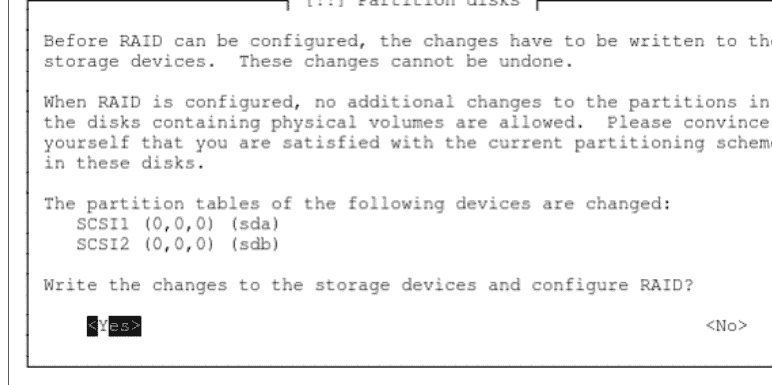 [!!] Partition disks
Before RAID can be configured, the changes have to be written to the
storage devices.  These changes cannot be undone.
When RAID is configured, no additional changes to the partitions in
the disks containing physical volumes are allowed.  Please convince
yourself that you are satisfied with the current partitioning scheme
in these disks.
The partition tables of the following devices are changed:
SCSI1 (0,0,0) (sda)
SCSI2 (0,0,0) (sdb)
Write the changes to the storage devices and configure RAID?
<Yes> <No>